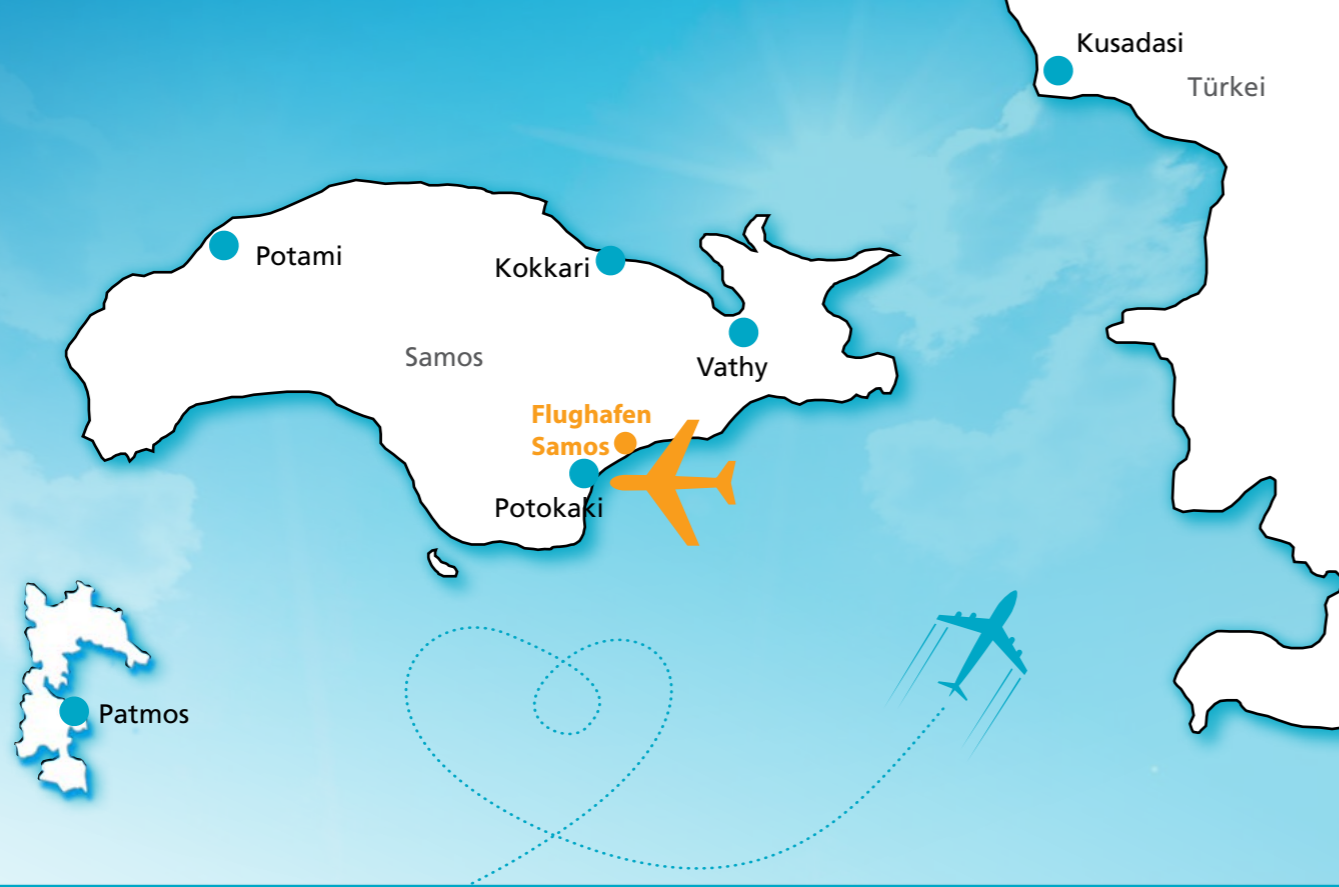 Kusadasi
Türkei
Potami
Kokkari
Samos
Vathy
Flughafen
Samos
Potokaki
Patmos